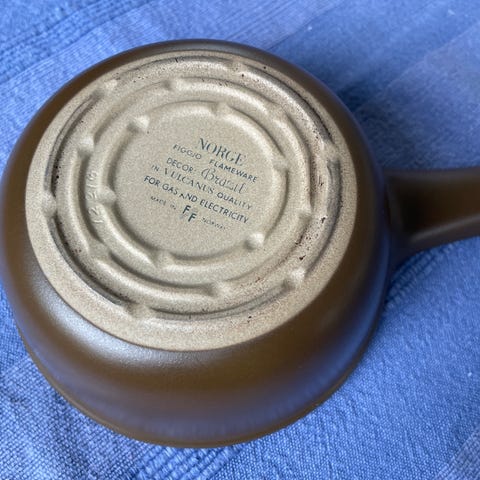 NORGE
FIGGJO FLAMEWARE
DECOR: Brasil
IN VULCANUS QUALITY
FOR GAS AND ELECTRICITY
MADE IN FF NORWAY